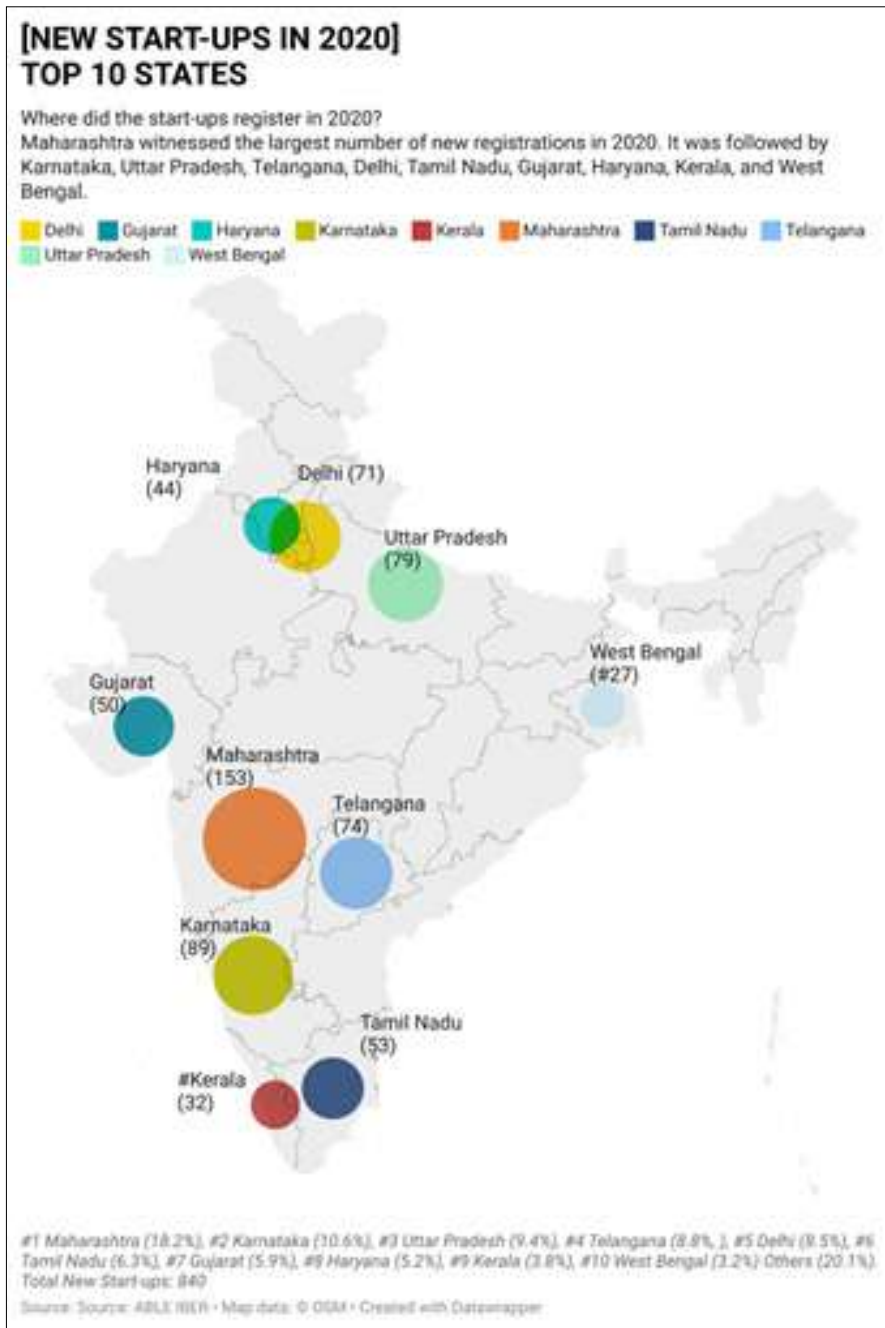 [NEW START-UPS IN 2020]
TOP 10 STATES
Where did the start-ups register in 2020?
Maharashtra witnessed the largest number of new registrations in 2020. It was followed by
Karnataka, Uttar Pradesh, Telangana, Delhi, Tamil Nadu, Gujarat, Haryana, Kerala, and West
Bengal.
Delhi Gujarat Haryana Karnataka Kerala Maharashtra Tamil Nadu Telangana
Uttar Pradesh West Bengal
Haryana
(44)
Delhi (71)
Uttar Pradesh
(79)
West Bengal
(#27)
Gujarat
(50)
Maharashtra
(153)
Telangana
(74)
Karnataka
(89)
Tamil Nadu
(53)
#Kerala
(32)
#1 Maharashtra (18.2%), #2 Karnataka (10.6%), #3 Uttar Pradesh (9.4%), #4 Telangana (8.8%, ), #5 Delhi (8.5%), #6
Tamil Nadu (6.3%), #7 Gujarat (5.9%), #8 Haryana (5.2%), #9 Kerala (3.8%), #10 West Bengal (3.2%) Others (20.1%).
Total New Start-ups: 840
Source: Source: ABLE IBER • Map data: © OSM • Created with Datawrapper